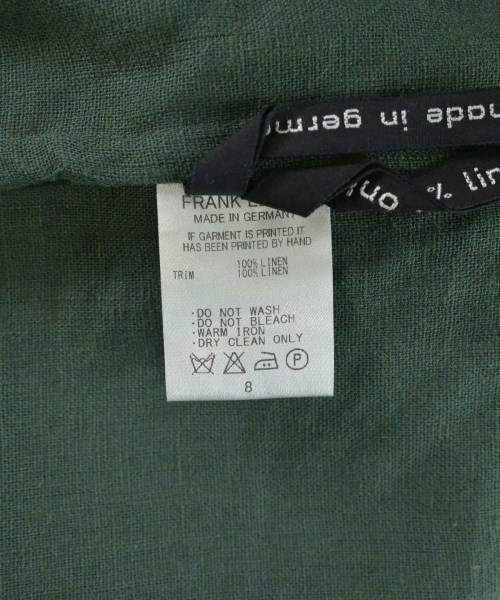 made in germ
% lin
only
FRANK L
MADE IN GERMANY
IF GARMENT IS PRINTED IT
HAS BEEN PRINTED BY HAND
100% LINEN
TRIM 100% LINEN
·DO NOT WASH
·DO NOT BLEACH
·WARM IRON
·DRY CLEAN ONLY
P
8